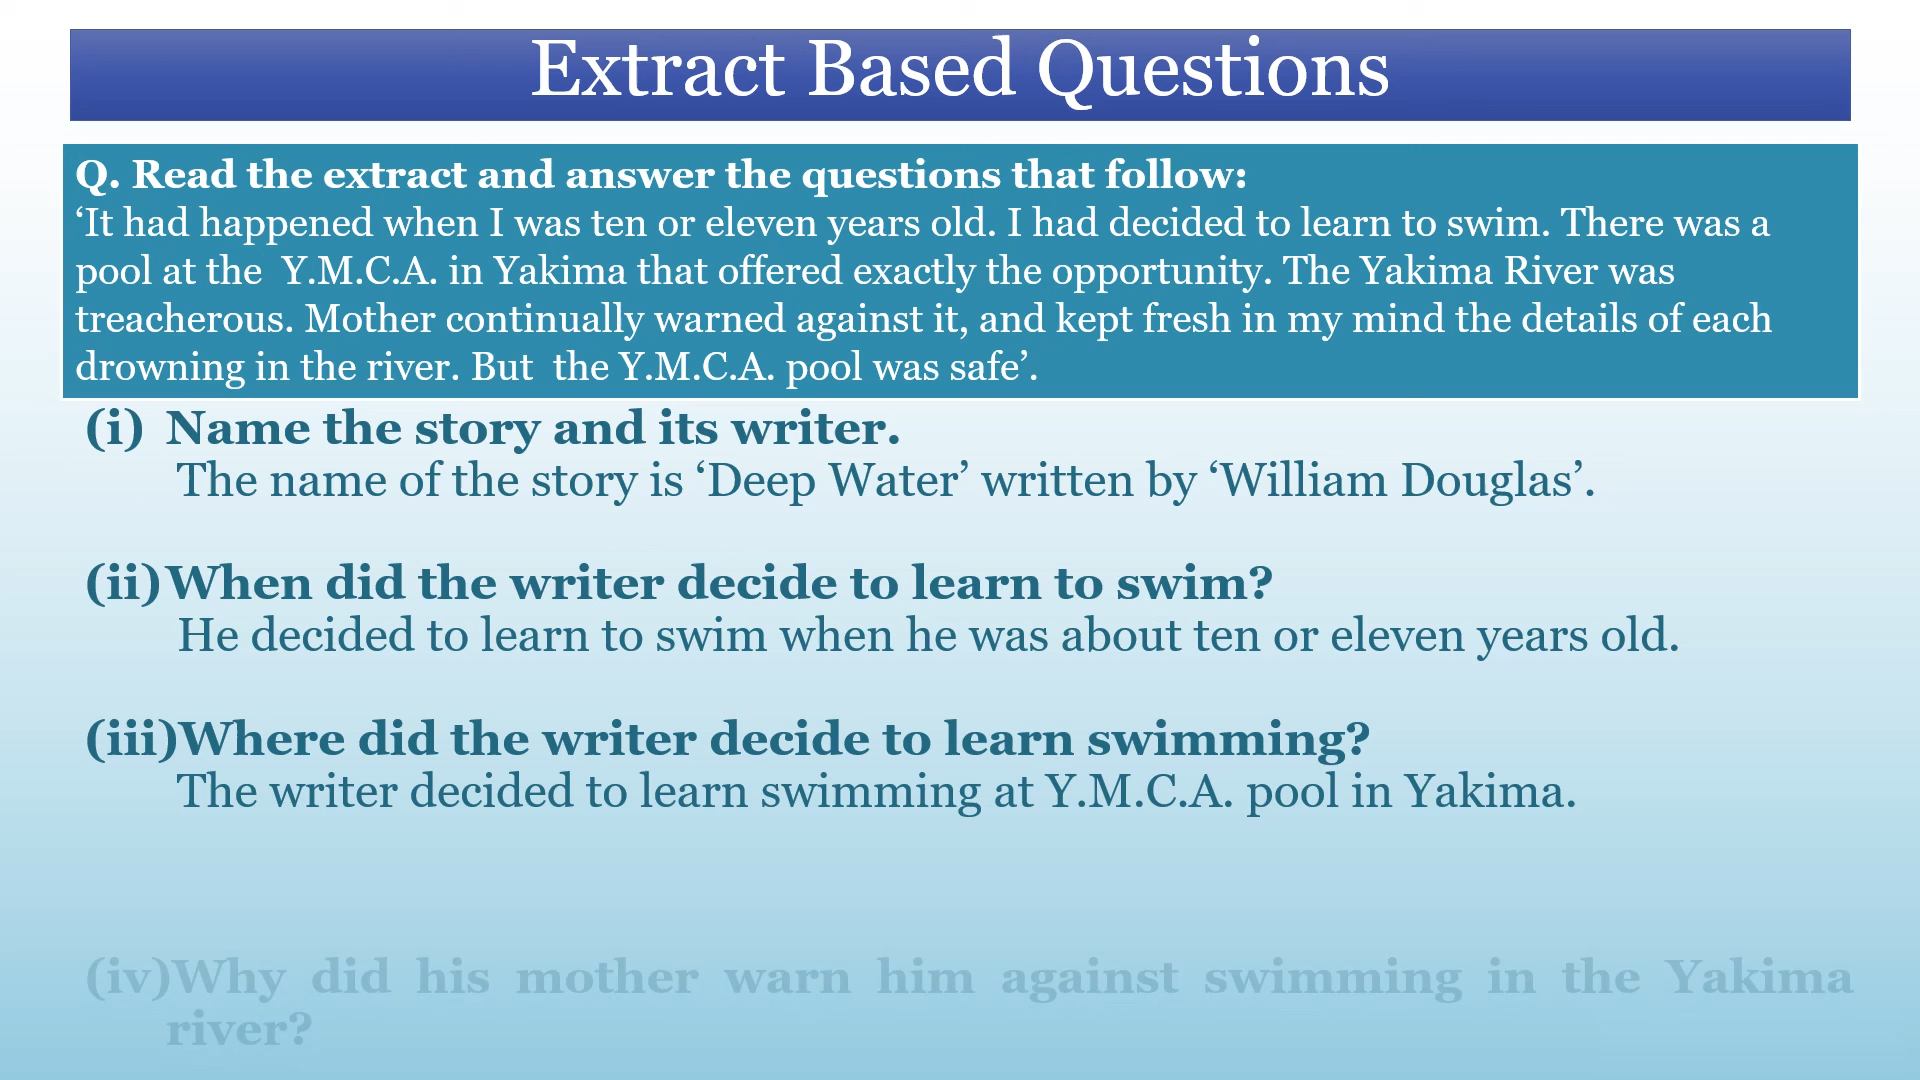 Extract Based Questions
Q. Read the extract and answer the questions that follow:
‘It had happened when I was ten or eleven years old. I had decided to learn to swim. There was a
pool at the  Y.M.C.A. in Yakima that offered exactly the opportunity. The Yakima River was
treacherous. Mother continually warned against it, and kept fresh in my mind the details of each
drowning in the river. But  the Y.M.C.A. pool was safe’.
(i) Name the story and its writer.
The name of the story is ‘Deep Water’ written by ‘William Douglas’.
(ii) When did the writer decide to learn to swim?
He decided to learn to swim when he was about ten or eleven years old.
(iii)Where did the writer decide to learn swimming?
The writer decided to learn swimming at Y.M.C.A. pool in Yakima.
(iv)Why did his mother warn him against swimming in the Yakima
river?